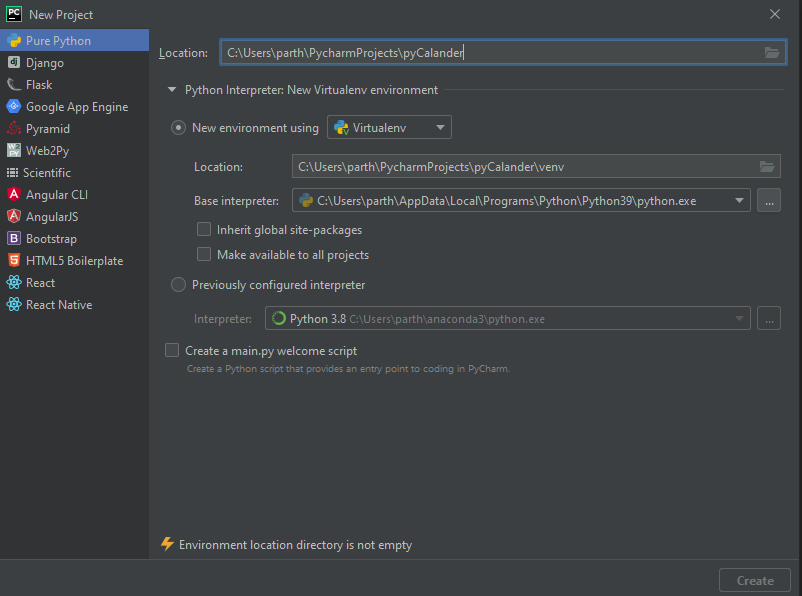 PC New Project
Pure Python
Django
Flask
Google App Engine
Pyramid
Web2Py
Scientific
Angular CLI
AngularJS
Bootstrap
HTML5 Boilerplate
React
React Native
Location: C:\Users\parth\PycharmProjects\pyCalander
Python Interpreter: New Virtualenv environment
New environment using Virtualenv
Location: C:\Users\parth\PycharmProjects\pyCalander\venv
Base interpreter: C:\Users\parth\AppData\Local\Programs\Python\Python39\python.exe ...
Inherit global site-packages
Make available to all projects
Previously configured interpreter
Interpreter: Python 3.8 C:\Users\parth\anaconda3\python.exe ...
Create a main.py welcome script
Create a Python script that provides an entry point to coding in PyCharm.
Environment location directory is not empty
Create